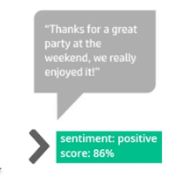 “Thanks for a great
party at the
weekend, we really
enjoyed it!”
sentiment: positive
score: 86%